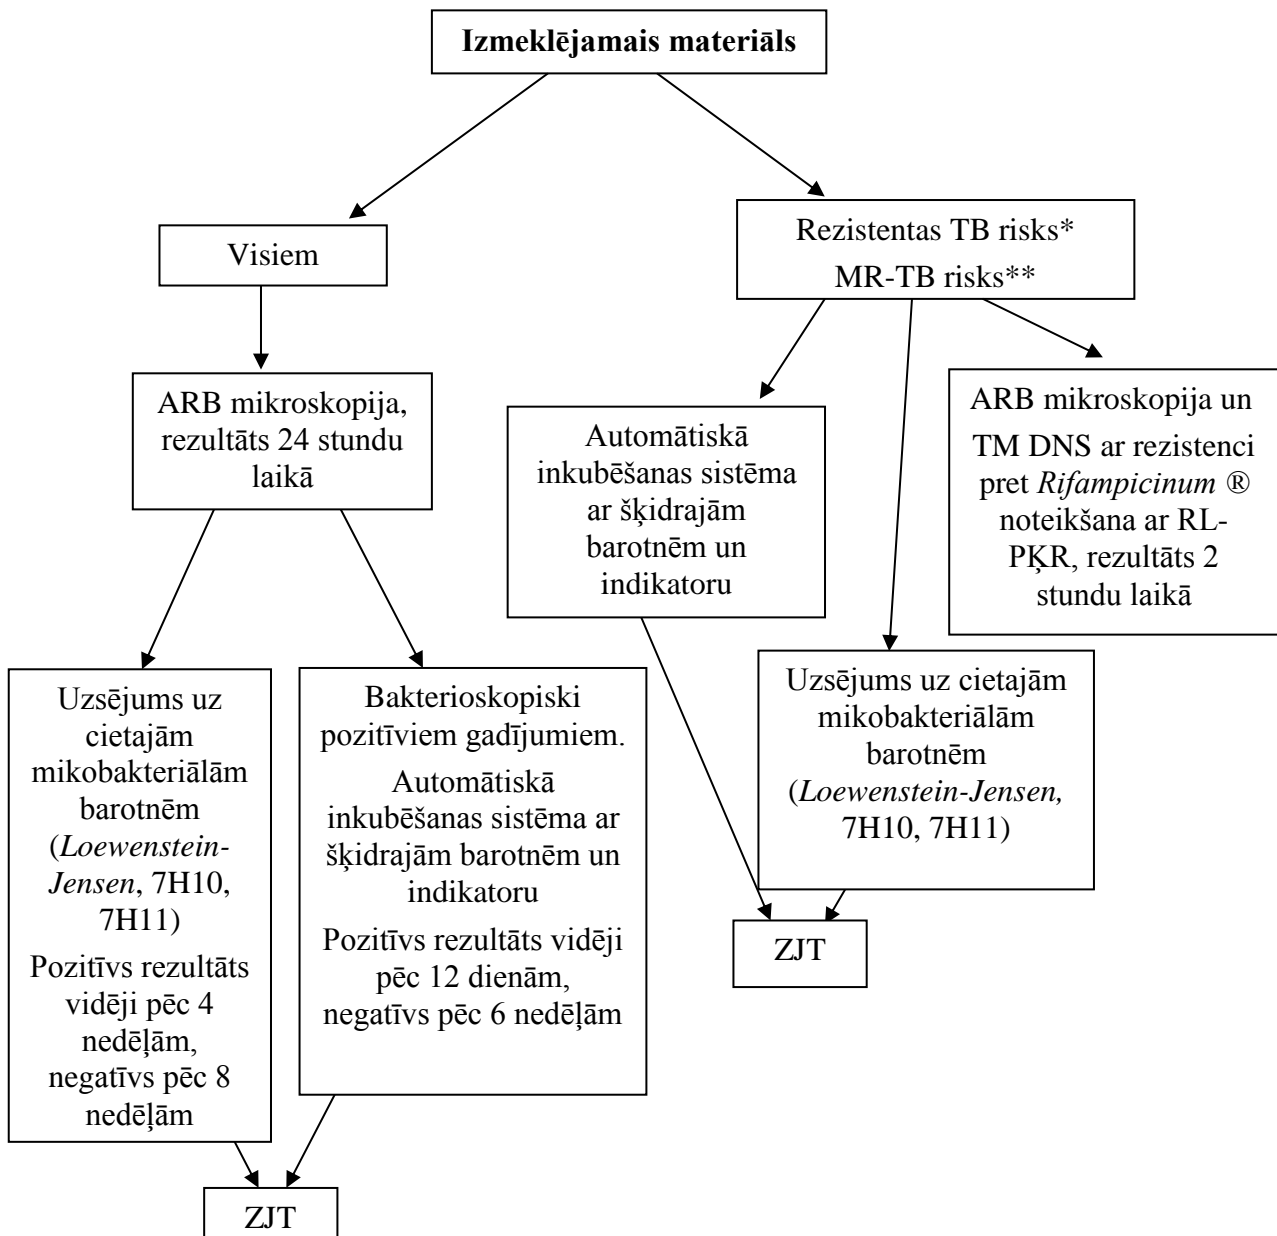 Izmeklējamais materiāls
Visiem
Rezistentas TB risks*
MR-TB risks**
ARB mikroskopija,
rezultāts 24 stundu
laikā
Automātiskā
inkubēšanas sistēma
ar šķidrajām
barotnēm un
indikatoru
ARB mikroskopija un
TM DNS ar rezistenci
pret Rifampicinum ®
noteikšana ar RL-
PĶR, rezultāts 2
stundu laikā
Uzsējums uz
cietajām
mikobakteriālām
barotnēm
(Loewenstein-
Jensen, 7H10,
7H11)
Pozitīvs rezultāts
vidēji pēc 4
nedēļām,
negatīvs pēc 8
nedēļām
Bakterioskopiski
pozitīviem gadījumiem.
Automātiskā
inkubēšanas sistēma ar
šķidrajām barotnēm un
indikatoru
Pozitīvs rezultāts vidēji
pēc 12 dienām,
negatīvs pēc 6 nedēļām
Uzsējums uz cietajām
mikobakteriālām
barotnēm
(Loewenstein-Jensen,
7H10, 7H11)
ZJT
ZJT